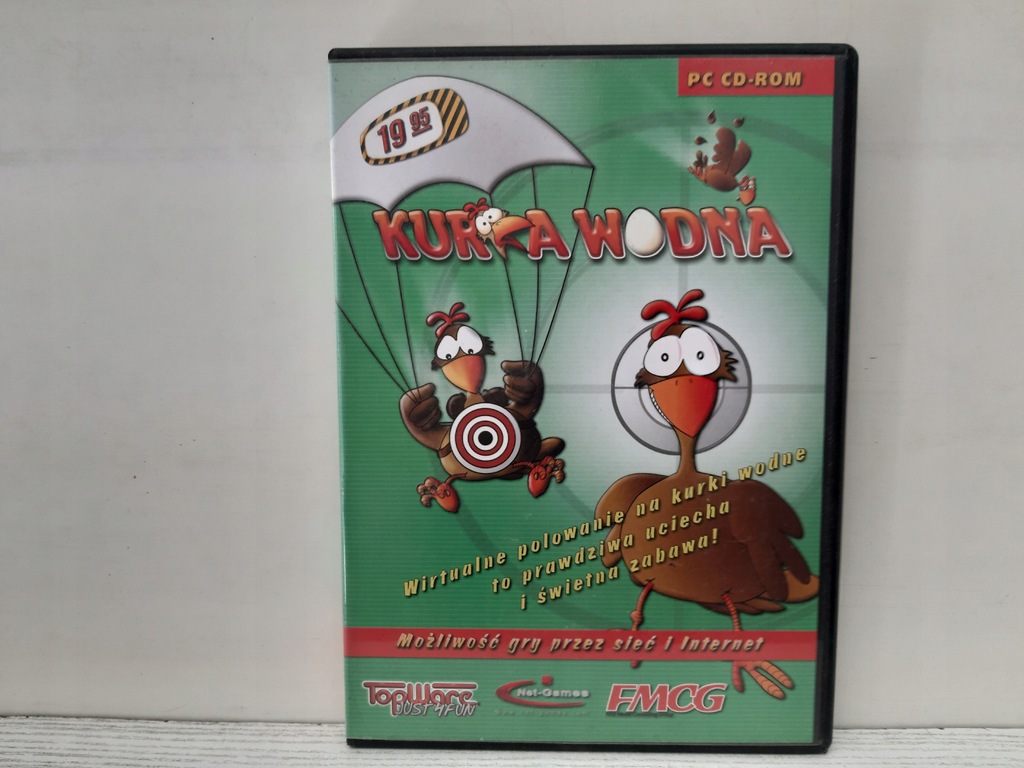 PC CD-ROM
19 95
KURKA WODNA
Wirtualne polowanie na kurki wodne
to prawdziwa uciecha
i świetna zabawa!
Możliwość gry przez sieć i Internet
TopWare
JUST 4FUN
Net-Games
FMCG